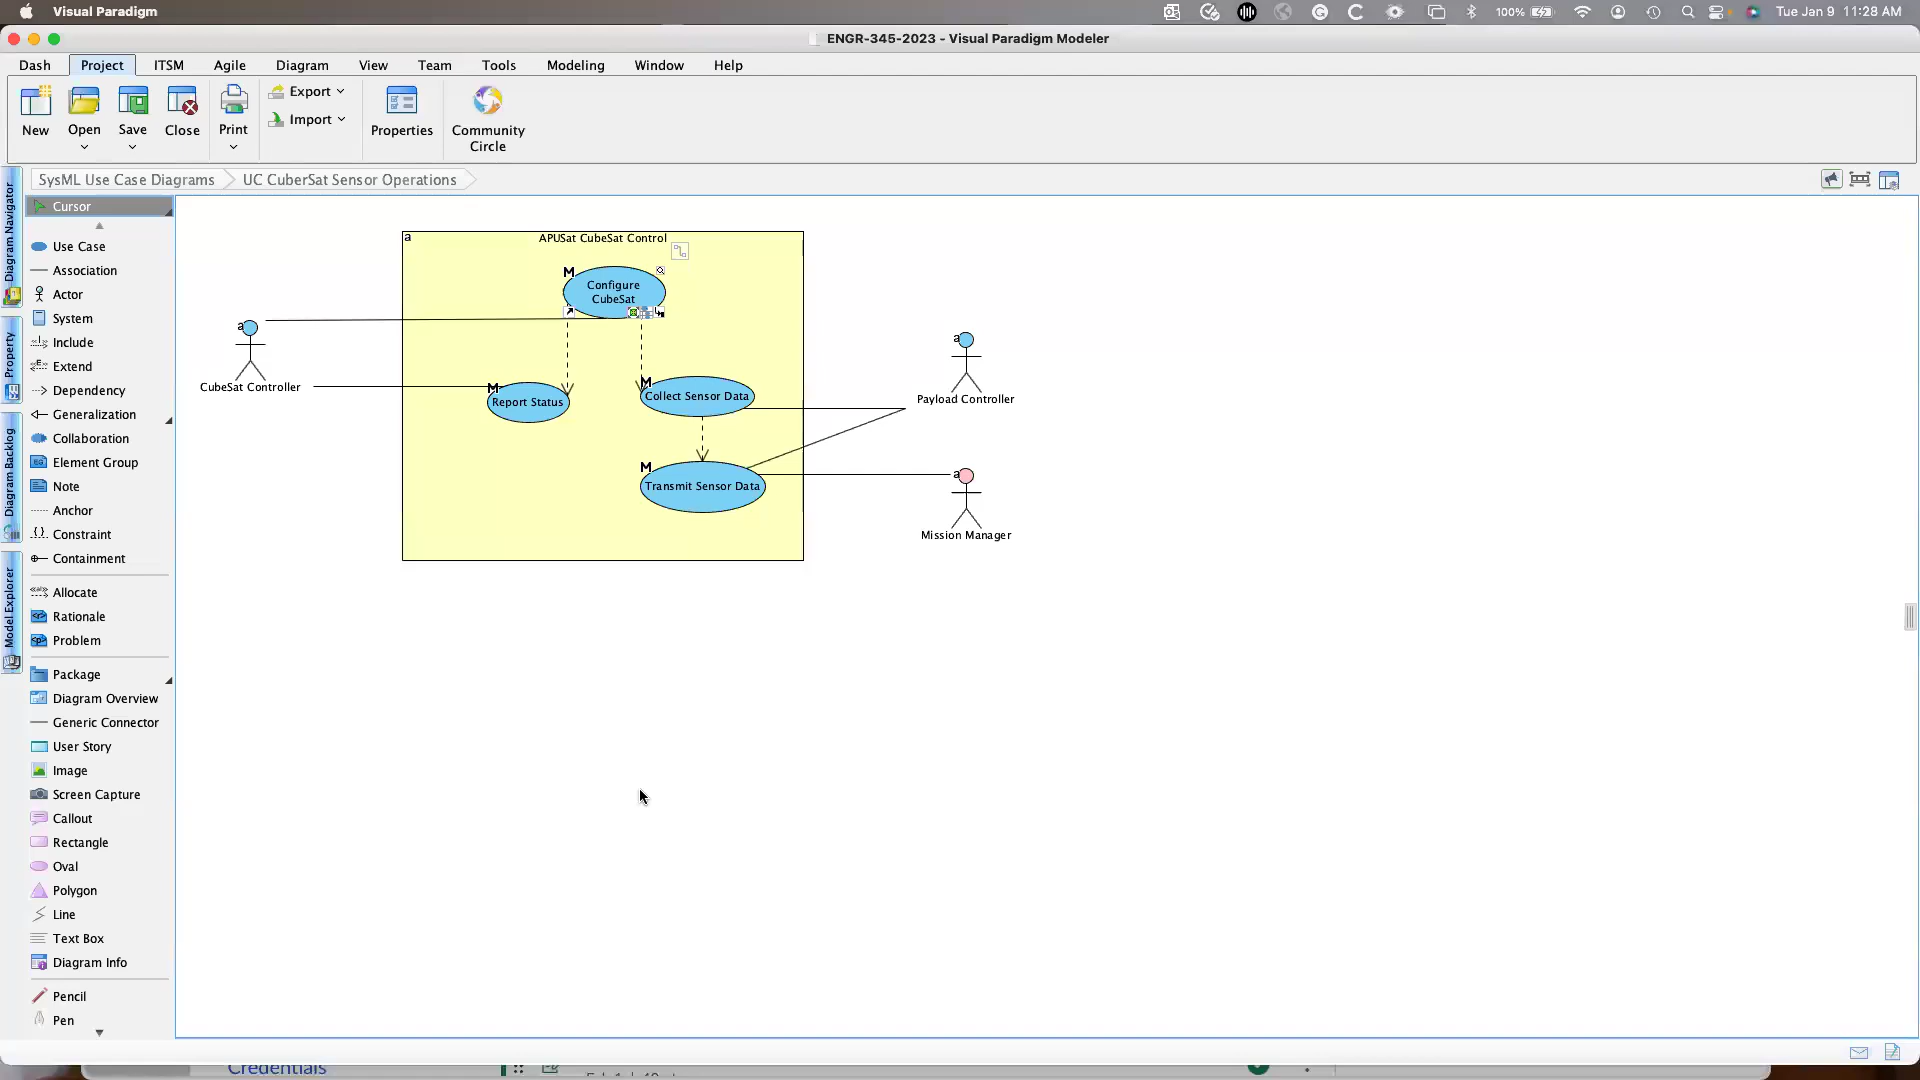 Visual Paradigm
100%
Tue Jan 9 11:28 AM
ENGR-345-2023 - Visual Paradigm Modeler
Dash Project ITSM Agile Diagram View Team Tools Modeling Window Help
New
Open
Save
Close
Print
Export
Import
Properties
Community
Circle
SysML Use Case Diagrams
UC CuberSat Sensor Operations
Diagram Navigator
Property
Diagram Backlog
Model Explorer
Cursor
Use Case
Association
Actor
System
Include
Extend
Dependency
Generalization
Collaboration
Element Group
Note
Anchor
Constraint
Containment
Allocate
Rationale
Problem
Package
Diagram Overview
Generic Connector
User Story
Image
Screen Capture
Callout
Rectangle
Oval
Polygon
Line
Text Box
Diagram Info
Pencil
Pen
a
APUSat CubeSat Control
M
Configure
CubeSat
a
CubeSat Controller
M
Report Status
M
Collect Sensor Data
M
Transmit Sensor Data
a
Payload Controller
a
Mission Manager
Credentials